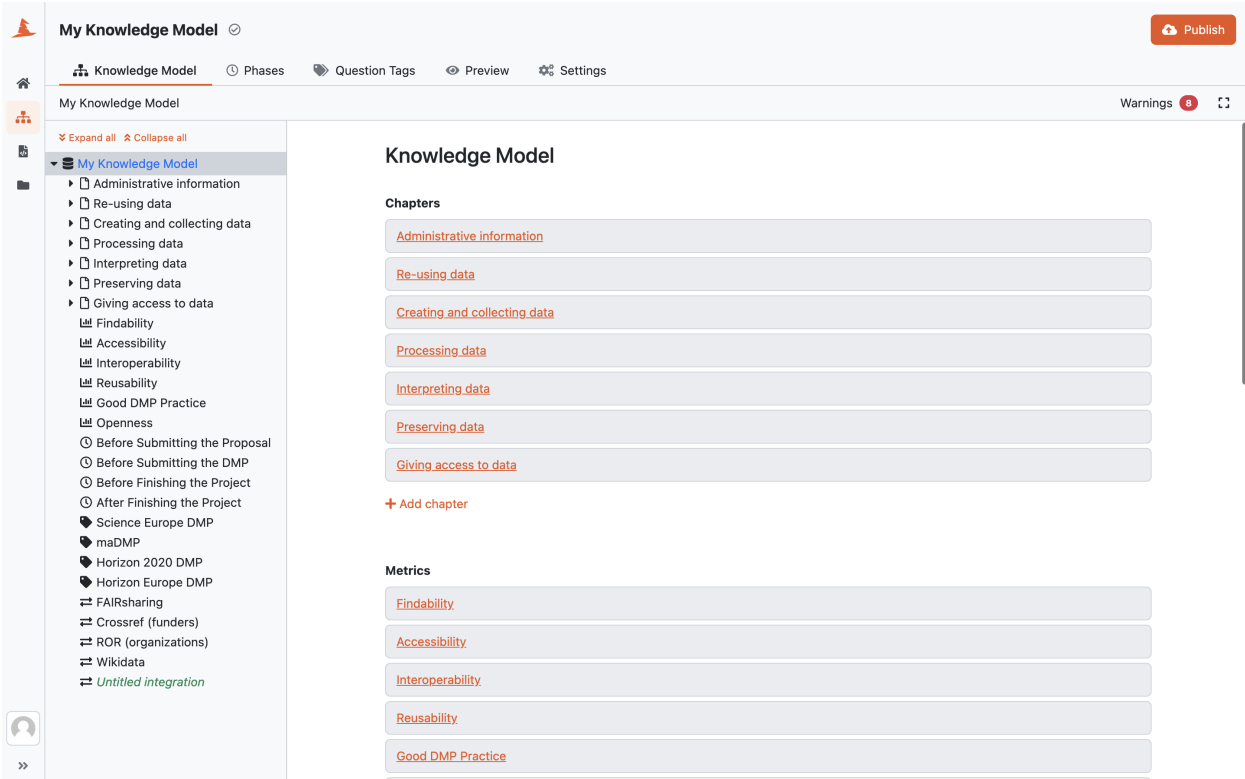 My Knowledge Model
Publish
Knowledge Model
Phases
Question Tags
Preview
Settings
My Knowledge Model
Warnings 8
Expand all
Collapse all
My Knowledge Model
Administrative information
Re-using data
Creating and collecting data
Processing data
Interpreting data
Preserving data
Giving access to data
Findability
Accessibility
Interoperability
Reusability
Good DMP Practice
Openness
Before Submitting the Proposal
Before Submitting the DMP
Before Finishing the Project
After Finishing the Project
Science Europe DMP
maDMP
Horizon 2020 DMP
Horizon Europe DMP
FAIRsharing
Crossref (funders)
ROR (organizations)
Wikidata
Untitled integration
Knowledge Model
Chapters
Administrative information
Re-using data
Creating and collecting data
Processing data
Interpreting data
Preserving data
Giving access to data
Add chapter
Metrics
Findability
Accessibility
Interoperability
Reusability
Good DMP Practice